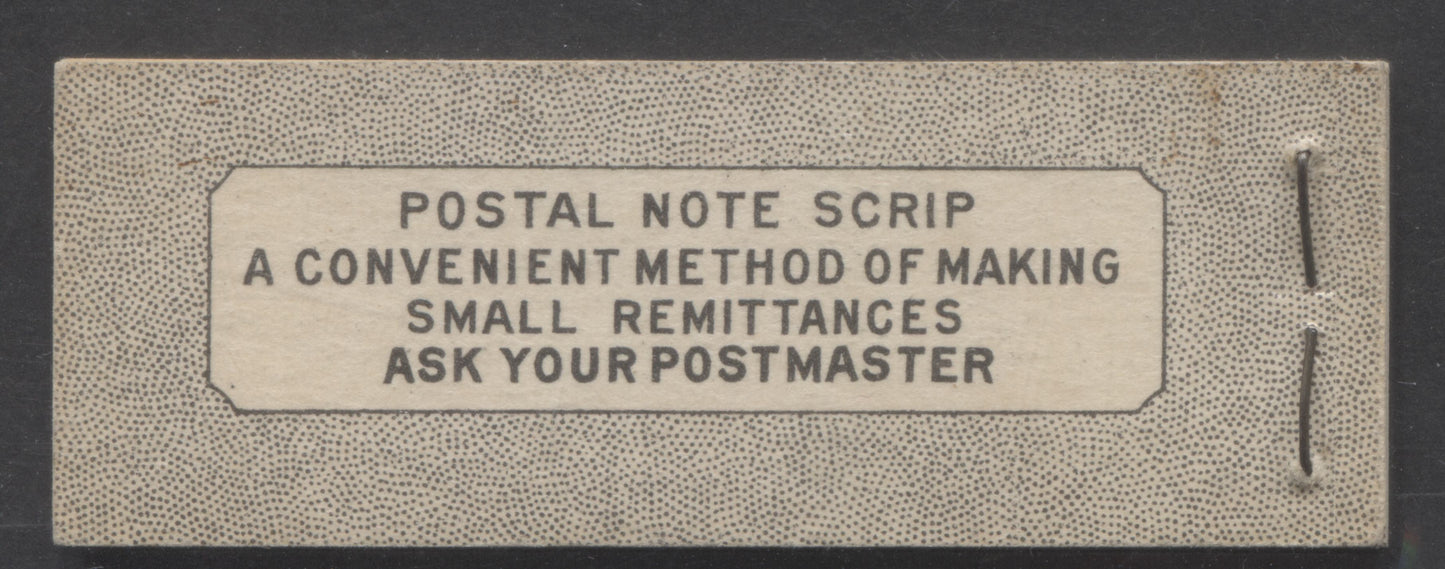 POSTAL NOTE SCRIP
A CONVENIENT METHOD OF MAKING
SMALL REMITTANCES
ASK YOUR POSTMASTER